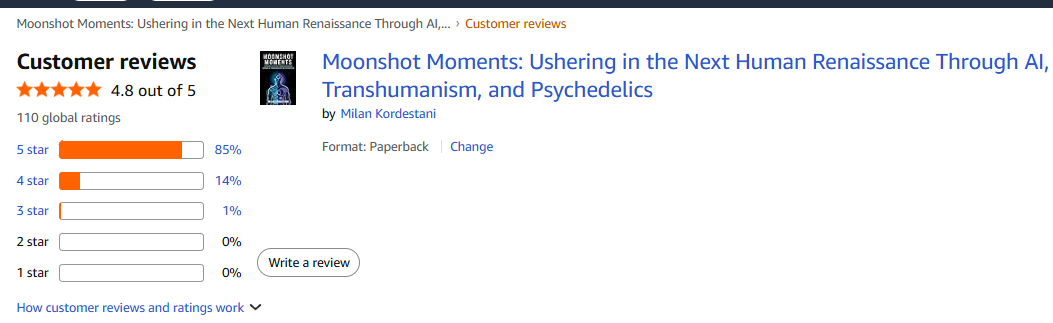 Moonshot Moments: Ushering in the Next Human Renaissance Through AI,... › Customer reviews
Customer reviews
4.8 out of 5
110 global ratings
5 star 85%
4 star 14%
3 star 1%
2 star 0%
1 star 0%
How customer reviews and ratings work
MOONSHOT
MOMENTS
Moonshot Moments: Ushering in the Next Human Renaissance Through AI,
Transhumanism, and Psychedelics
by Milan Kordestani
Format: Paperback | Change
Write a review